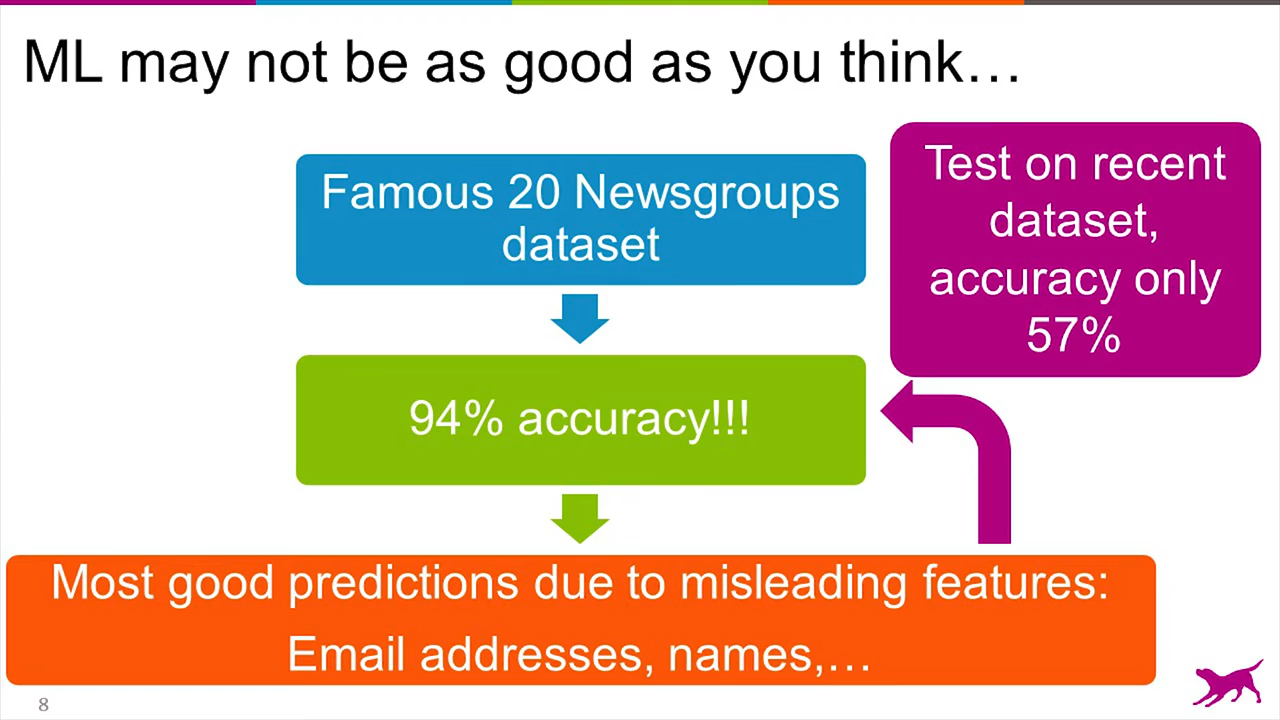 ML may not be as good as you think…
Famous 20 Newsgroups
dataset
94% accuracy!!!
Most good predictions due to misleading features:
Email addresses, names,…
Test on recent
dataset,
accuracy only
57%
8